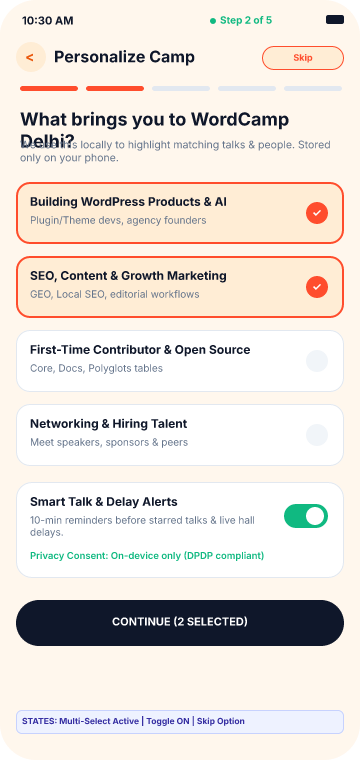 10:30 AM
Step 2 of 5
<
Personalize Camp
Skip
What brings you to WordCamp
Delhi?
We use this locally to highlight matching talks & people. Stored
only on your phone.
Building WordPress Products & AI
Plugin/Theme devs, agency founders
SEO, Content & Growth Marketing
GEO, Local SEO, editorial workflows
First-Time Contributor & Open Source
Core, Docs, Polyglots tables
Networking & Hiring Talent
Meet speakers, sponsors & peers
Smart Talk & Delay Alerts
10-min reminders before starred talks & live hall
delays.
Privacy Consent: On-device only (DPDP compliant)
CONTINUE (2 SELECTED)
STATES: Multi-Select Active | Toggle ON | Skip Option